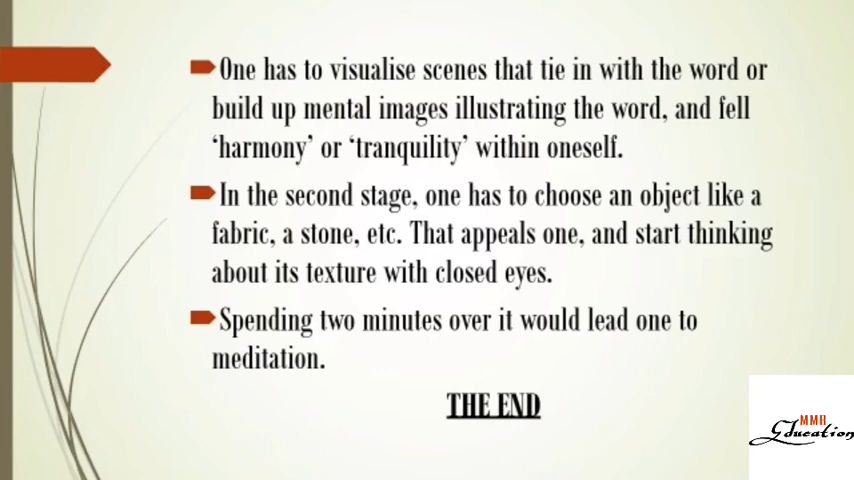 One has to visualise scenes that tie in with the word or
build up mental images illustrating the word, and fell
‘harmony’ or ‘tranquility’ within oneself.
In the second stage, one has to choose an object like a
fabric, a stone, etc. That appeals one, and start thinking
about its texture with closed eyes.
Spending two minutes over it would lead one to
meditation.
THE END
MMH
Education